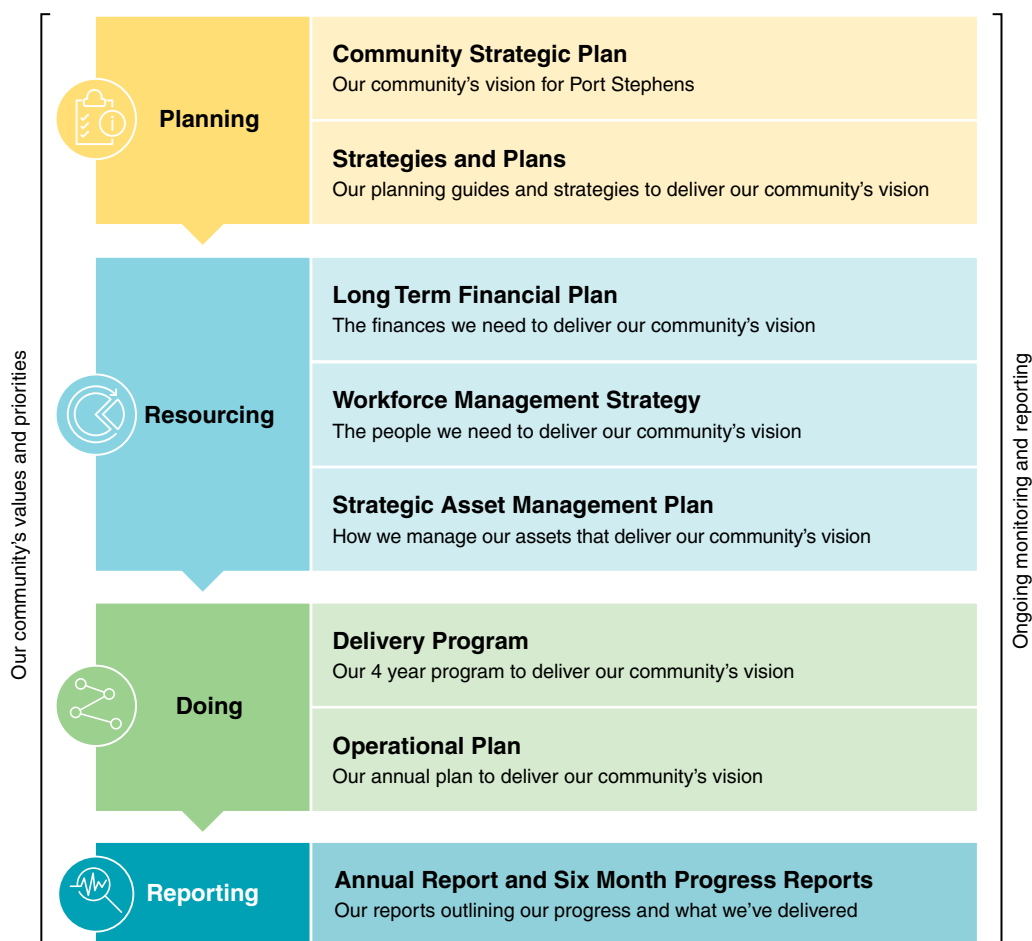 Our community’s values and priorities
Planning
Community Strategic Plan
Our community’s vision for Port Stephens
Strategies and Plans
Our planning guides and strategies to deliver our community’s vision
Resourcing
Long Term Financial Plan
The finances we need to deliver our community’s vision
Workforce Management Strategy
The people we need to deliver our community’s vision
Strategic Asset Management Plan
How we manage our assets that deliver our community’s vision
Doing
Delivery Program
Our 4 year program to deliver our community’s vision
Operational Plan
Our annual plan to deliver our community’s vision
Reporting
Annual Report and Six Month Progress Reports
Our reports outlining our progress and what we’ve delivered
Ongoing monitoring and reporting